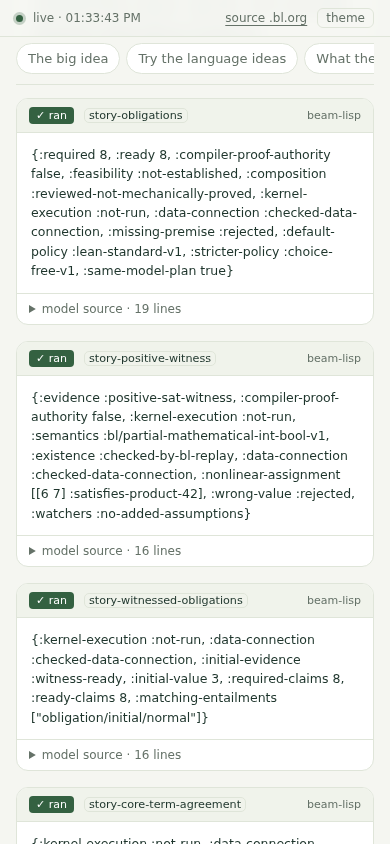 live · 01:33:43 PM
source .bl.org
theme
The big idea
Try the language ideas
What the
✓ ran
story-obligations
beam-lisp
{:required 8, :ready 8, :compiler-proof-authority
false, :feasibility :not-established, :composition
:reviewed-not-mechanically-proved, :kernel-
execution :not-run, :data-connection :checked-data-
connection, :missing-premise :rejected, :default-
policy :lean-standard-v1, :stricter-policy :choice-
free-v1, :same-model-plan true}
▶ model source · 19 lines
✓ ran
story-positive-witness
beam-lisp
{:evidence :positive-sat-witness, :compiler-proof-
authority false, :kernel-execution :not-run,
:semantics :bl/partial-mathematical-int-bool-v1,
:existence :checked-by-bl-replay, :data-connection
:checked-data-connection, :nonlinear-assignment
[[6 7] :satisfies-product-42], :wrong-value :rejected,
:watchers :no-added-assumptions}
▶ model source · 16 lines
✓ ran
story-witnessed-obligations
beam-lisp
{:kernel-execution :not-run, :data-connection
:checked-data-connection, :initial-evidence
:witness-ready, :initial-value 3, :required-claims 8,
:ready-claims 8, :matching-entailments
["obligation/initial/normal"]}
▶ model source · 16 lines
✓ ran
story-core-term-agreement
beam-lisp
{:kernel-execution :not-run, :data-connection